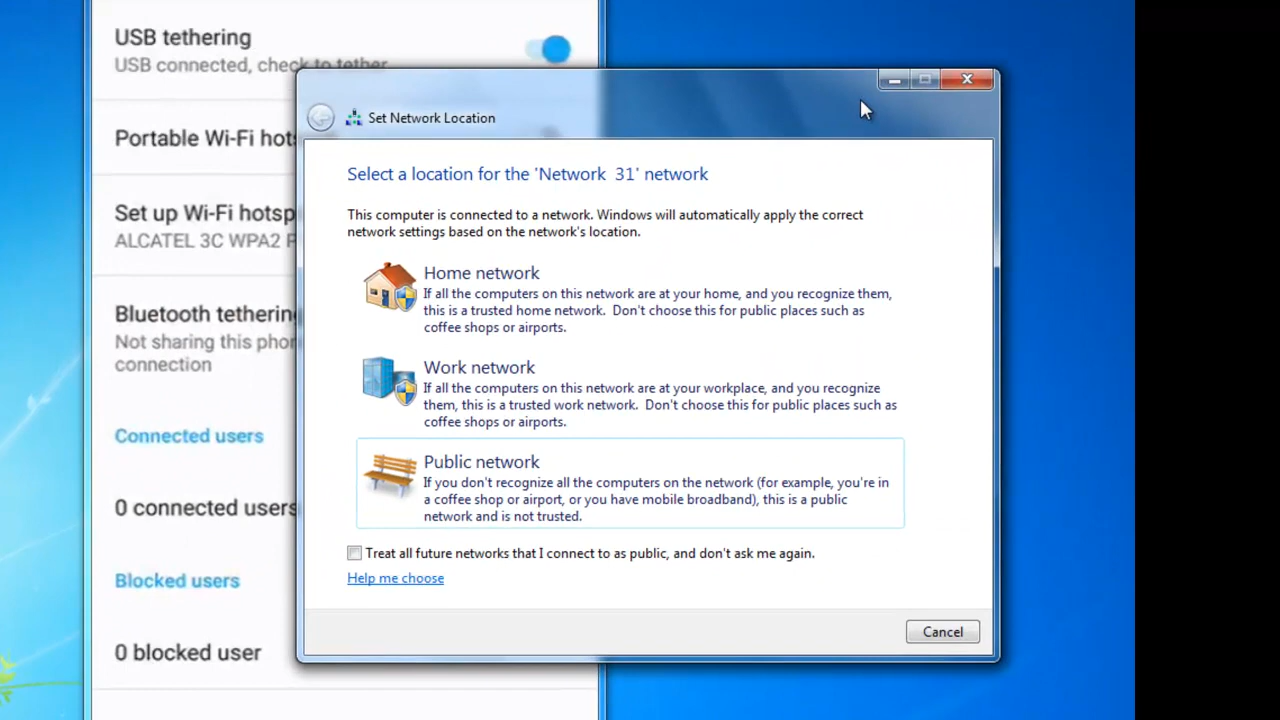 USB tethering
USB connected, check to tether
Set Network Location
Portable Wi-Fi hot
Select a location for the 'Network  31' network
This computer is connected to a network. Windows will automatically apply the correct
network settings based on the network's location.
Set up Wi-Fi hotsp
ALCATEL 3C WPA2 P
Home network
If all the computers on this network are at your home, and you recognize them,
this is a trusted home network.  Don't choose this for public places such as
coffee shops or airports.
Bluetooth tethering
Not sharing this pho
connection
Work network
If all the computers on this network are at your workplace, and you recognize
them, this is a trusted work network.  Don't choose this for public places such as
coffee shops or airports.
Connected users
Public network
If you don't recognize all the computers on the network (for example, you're in
a coffee shop or airport, or you have mobile broadband), this is a public
network and is not trusted.
0 connected users
Treat all future networks that I connect to as public, and don't ask me again.
Help me choose
Blocked users
Cancel
0 blocked user